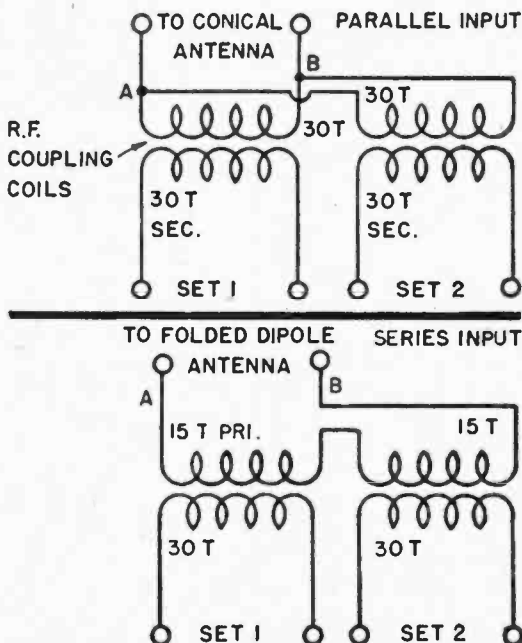 TO CONICAL ANTENNA
PARALLEL INPUT
A
B
R.F. COUPLING COILS
30T
30T
30 T SEC.
30 T SEC.
SET 1
SET 2
TO FOLDED DIPOLE ANTENNA
SERIES INPUT
A
B
15 T PRI.
15 T
30 T
30 T
SET 1
SET 2